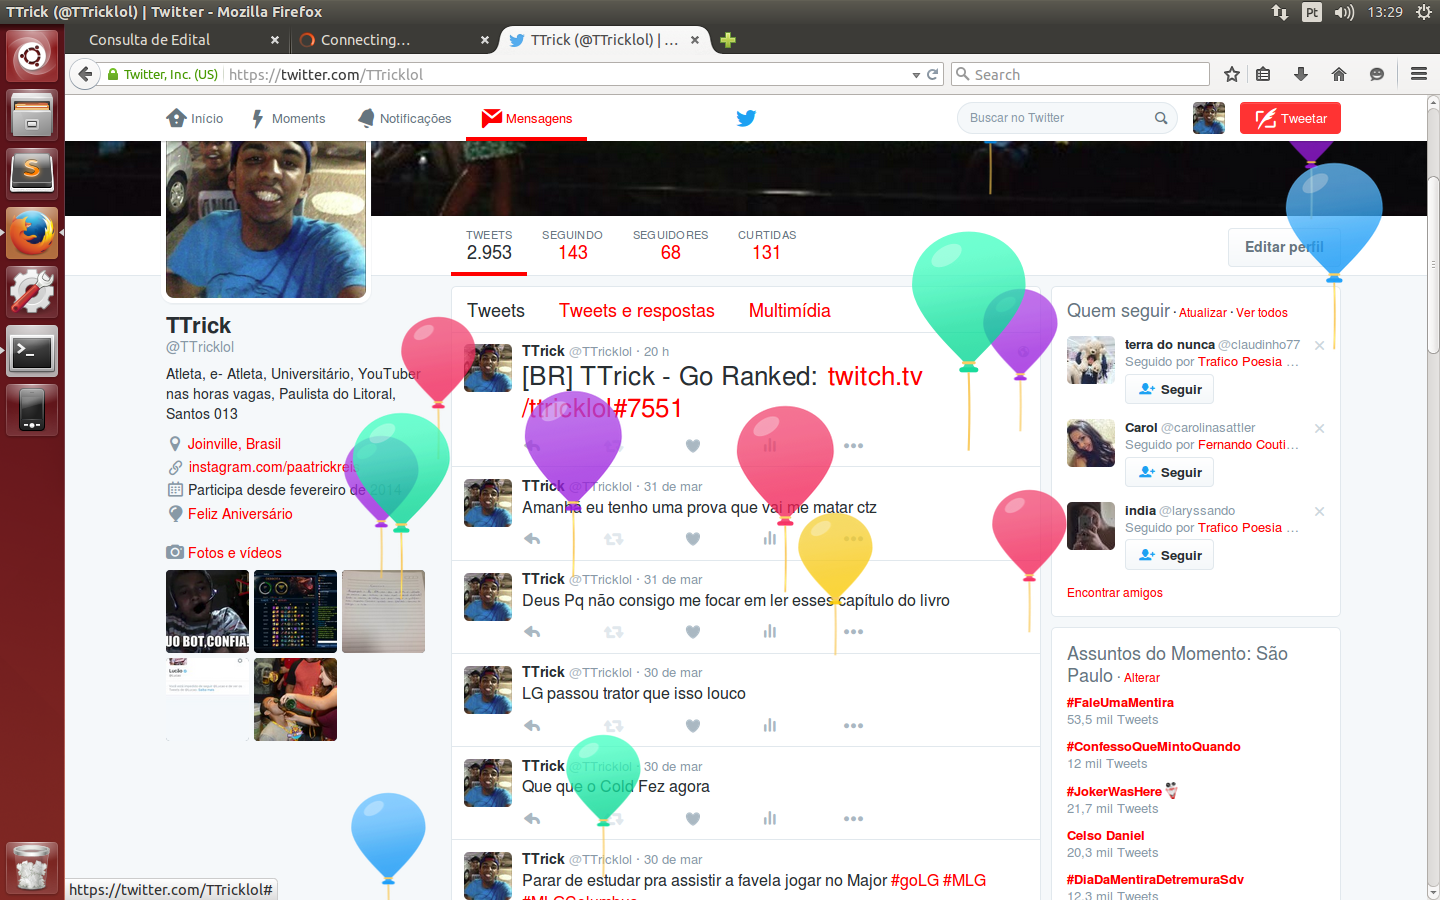 TTrick (@TTricklol) | Twitter - Mozilla Firefox
Pt
13:29
Consulta de Edital
Connecting…
TTrick (@TTricklol) | ...
Twitter, Inc. (US)
https://twitter.com/TTricklol
Search
Início
Moments
Notificações
Mensagens
Buscar no Twitter
Tweetar
TWEETS
2.953
SEGUINDO
143
SEGUIDORES
68
CURTIDAS
131
Editar perfil
TTrick
@TTricklol
Atleta, e- Atleta, Universitário, YouTuber
nas horas vagas, Paulista do Litoral,
Santos 013
Joinville, Brasil
instagram.com/paatrickreis
Participa desde fevereiro de 2014
Feliz Aniversário
Fotos e vídeos
JO BOT,CONFIA!
Tweets
Tweets e respostas
Multimídia
TTrick @TTricklol · 20 h
[BR] TTrick - Go Ranked: twitch.tv
/ttricklol#7551
TTrick @TTricklol · 31 de mar
Amanhã eu tenho uma prova que vai me matar ctz
TTrick @TTricklol · 31 de mar
Deus Pq não consigo me focar em ler esses capítulo do livro
TTrick @TTricklol · 30 de mar
LG passou trator que isso louco
TTrick @TTricklol · 30 de mar
Que que o Cold Fez agora
TTrick @TTricklol · 30 de mar
Parar de estudar pra assistir a favela jogar no Major #goLG #MLG
#MLGColumbus
Quem seguir · Atualizar · Ver todos
terra do nunca @claudinho77
Seguido por Trafico Poesia ...
Seguir
Carol @carolinasattler
Seguido por Fernando Couti...
Seguir
india @laryssando
Seguido por Trafico Poesia ...
Seguir
Encontrar amigos
Assuntos do Momento: São
Paulo · Alterar
#FaleUmaMentira
53,5 mil Tweets
#ConfessoQueMintoQuando
12 mil Tweets
#JokerWasHere
21,7 mil Tweets
Celso Daniel
20,3 mil Tweets
#DiaDaMentiraDetremuraSdv
12,3 mil Tweets
https://twitter.com/TTricklol#